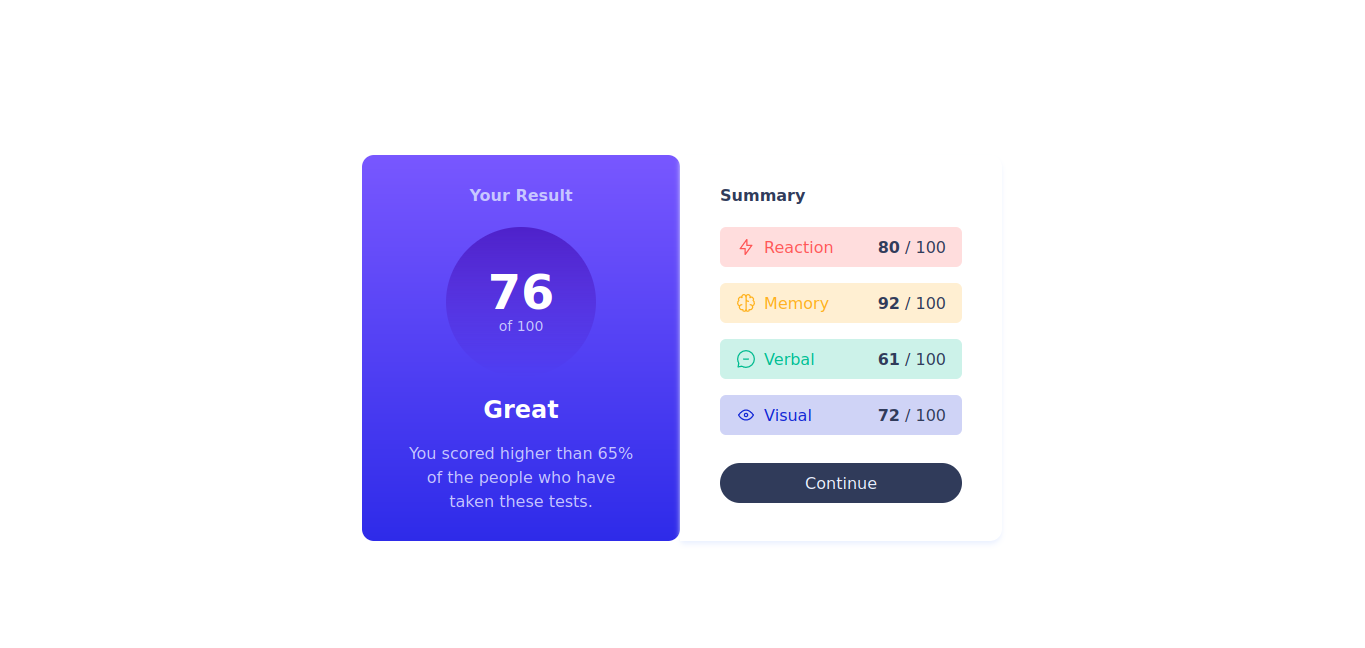 Your Result
76
of 100
Great
You scored higher than 65%
of the people who have
taken these tests.
Summary
Reaction 80 / 100
Memory 92 / 100
Verbal 61 / 100
Visual 72 / 100
Continue